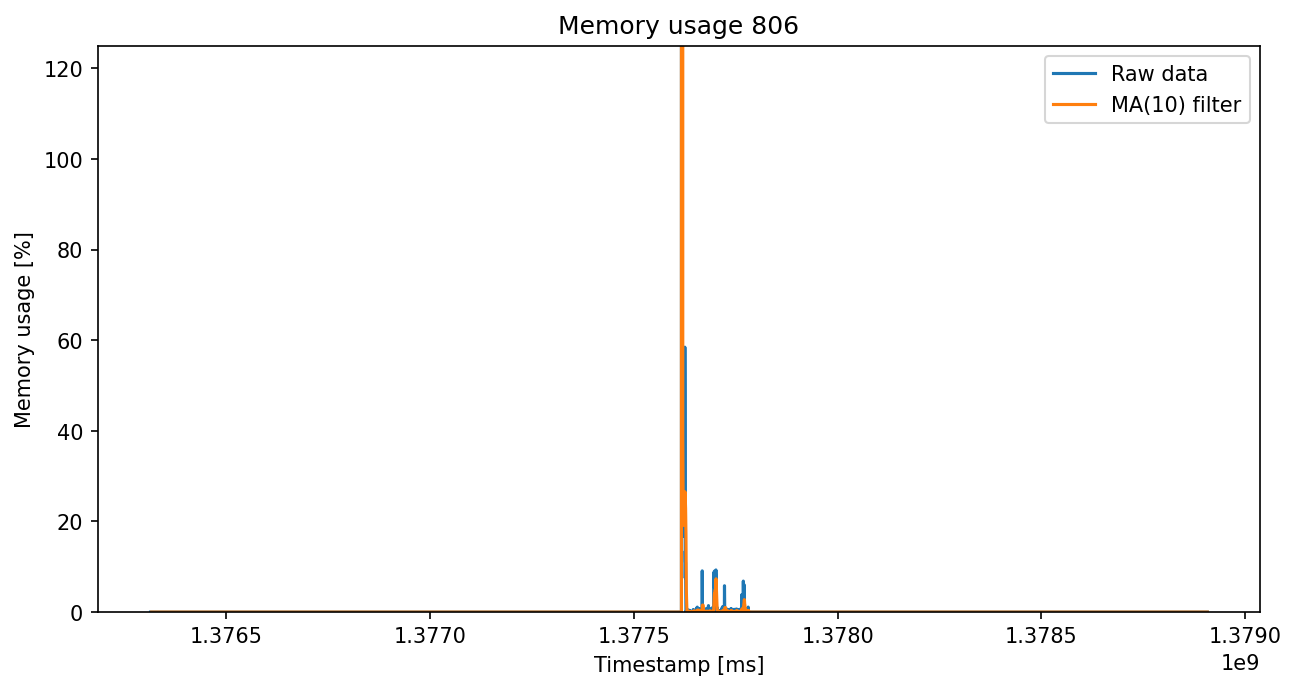 Memory usage 806
Raw data
MA(10) filter
Memory usage [%]
120
100
80
60
40
20
0
1.3765 1.3770 1.3775 1.3780 1.3785 1.3790
1e9
Timestamp [ms]